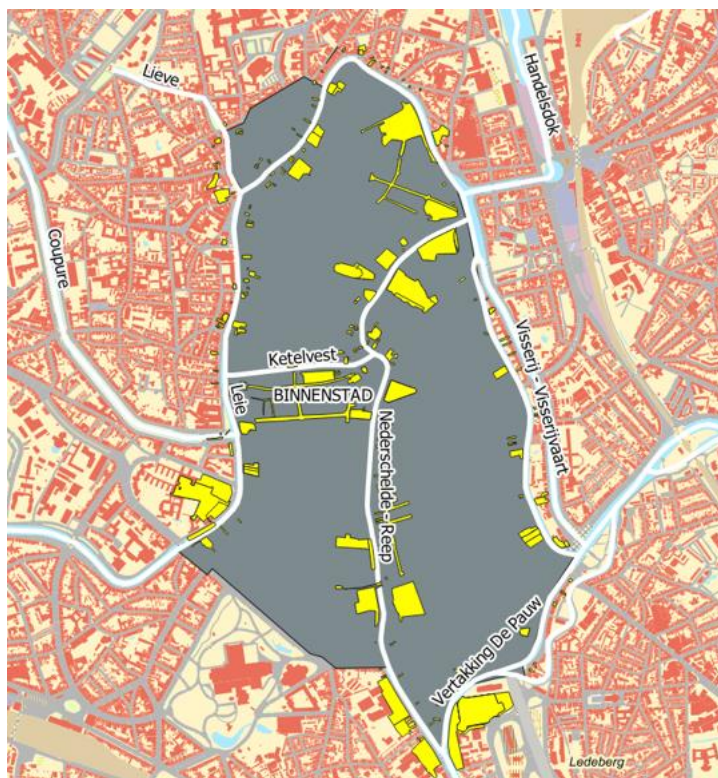 Lieve
Handelsdok
Coupure
Ketelvest
BINNENSTAD
Leie
Visserij - Visserijvaart
Nederschelde - Reep
Vertakking De Pauw
Ledeberg